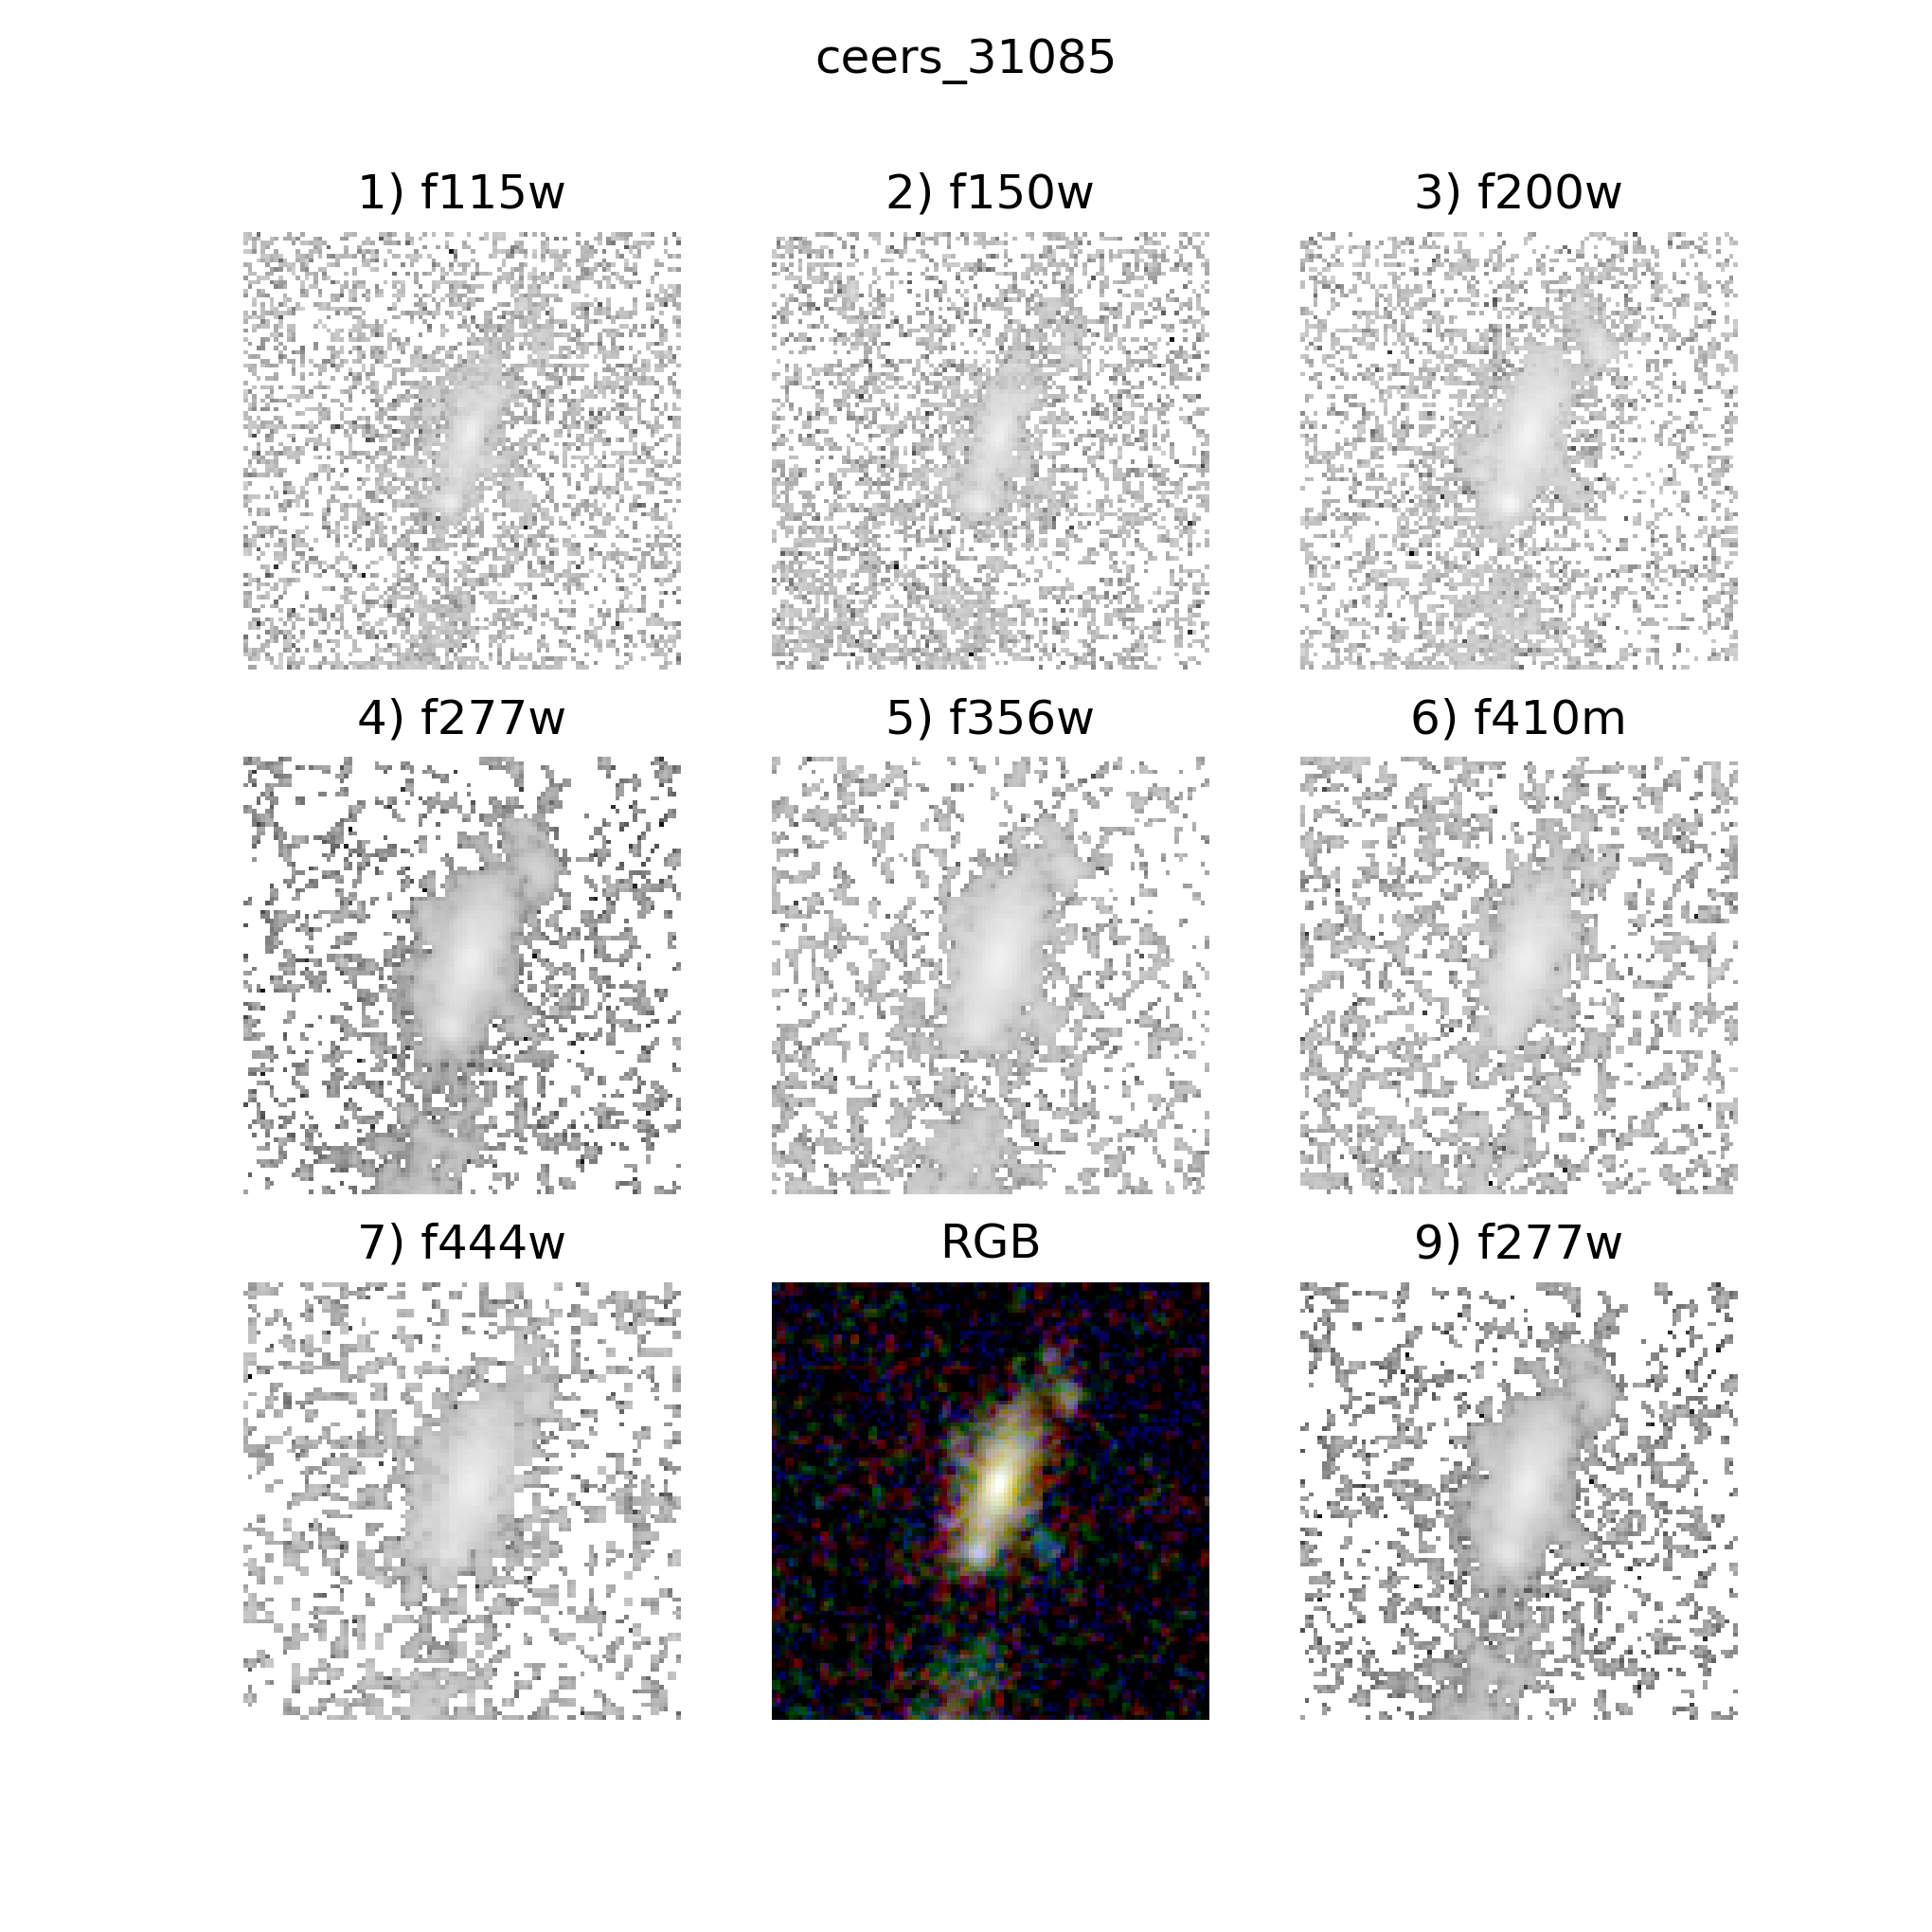 ceers_31085
1) f115w
2) f150w
3) f200w
4) f277w
5) f356w
6) f410m
7) f444w
RGB
9) f277w